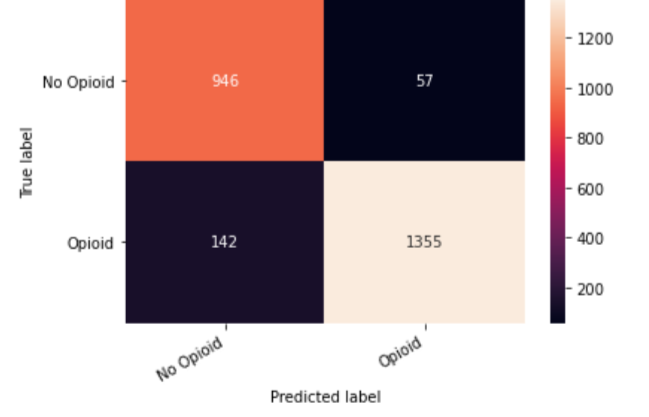 1200
No Opioid
946
57
1000
800
True label
600
Opioid
142
1355
400
200
No Opioid
Opioid
Predicted label